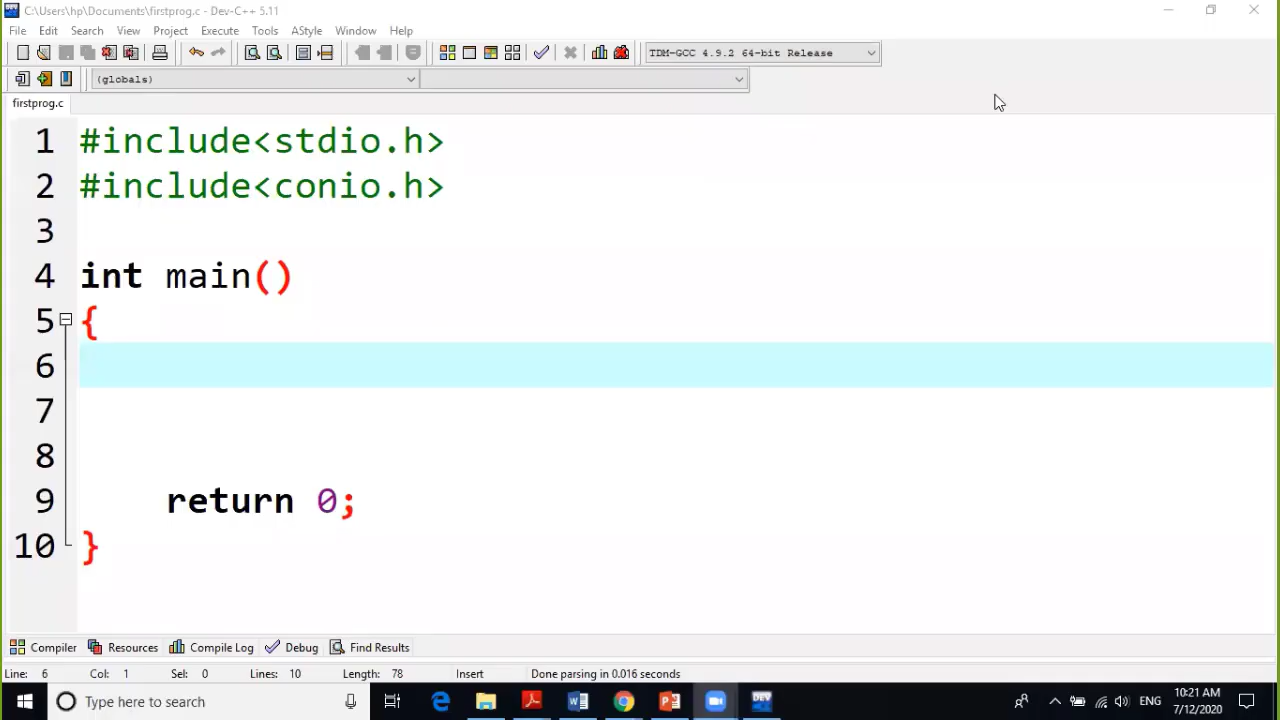 C:\Users\hp\Documents\firstprog.c - Dev-C++ 5.11
File Edit Search View Project Execute Tools AStyle Window Help
TDM-GCC 4.9.2 64-bit Release
(globals)
firstprog.c
1 #include<stdio.h>
2 #include<conio.h>
3
4 int main()
5 {
6
7
8
9 return 0;
10 }
Compiler Resources Compile Log Debug Find Results
Line: 6 Col: 1 Sel: 0 Lines: 10 Length: 78 Insert Done parsing in 0.016 seconds
Type here to search
ENG
10:21 AM
7/12/2020
DEV